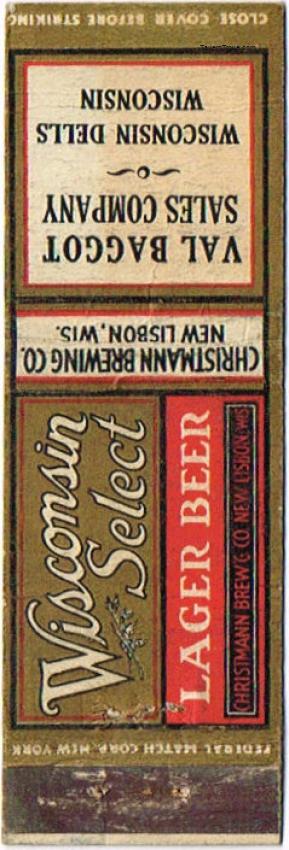 FEDERAL MATCH CORP. NEW YORK
Wisconsin
Select
LAGER BEER
CHRISTMANN BREW'G CO. NEW LISBON, WIS.
CHRISTMANN BREWING CO.
NEW LISBON, WIS.
VAL BAGGOT
SALES COMPANY
WISCONSIN DELLS
WISCONSIN
CLOSE COVER BEFORE STRIKING